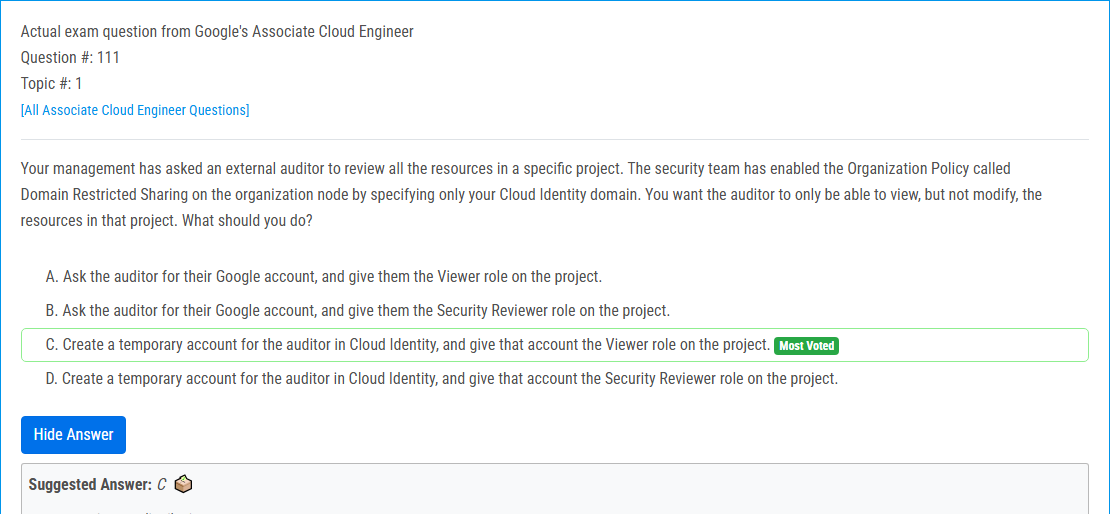 Actual exam question from Google's Associate Cloud Engineer
Question #: 111
Topic #: 1
[All Associate Cloud Engineer Questions]
Your management has asked an external auditor to review all the resources in a specific project. The security team has enabled the Organization Policy called
Domain Restricted Sharing on the organization node by specifying only your Cloud Identity domain. You want the auditor to only be able to view, but not modify, the
resources in that project. What should you do?
A. Ask the auditor for their Google account, and give them the Viewer role on the project.
B. Ask the auditor for their Google account, and give them the Security Reviewer role on the project.
C. Create a temporary account for the auditor in Cloud Identity, and give that account the Viewer role on the project. Most Voted
D. Create a temporary account for the auditor in Cloud Identity, and give that account the Security Reviewer role on the project.
Hide Answer
Suggested Answer: C